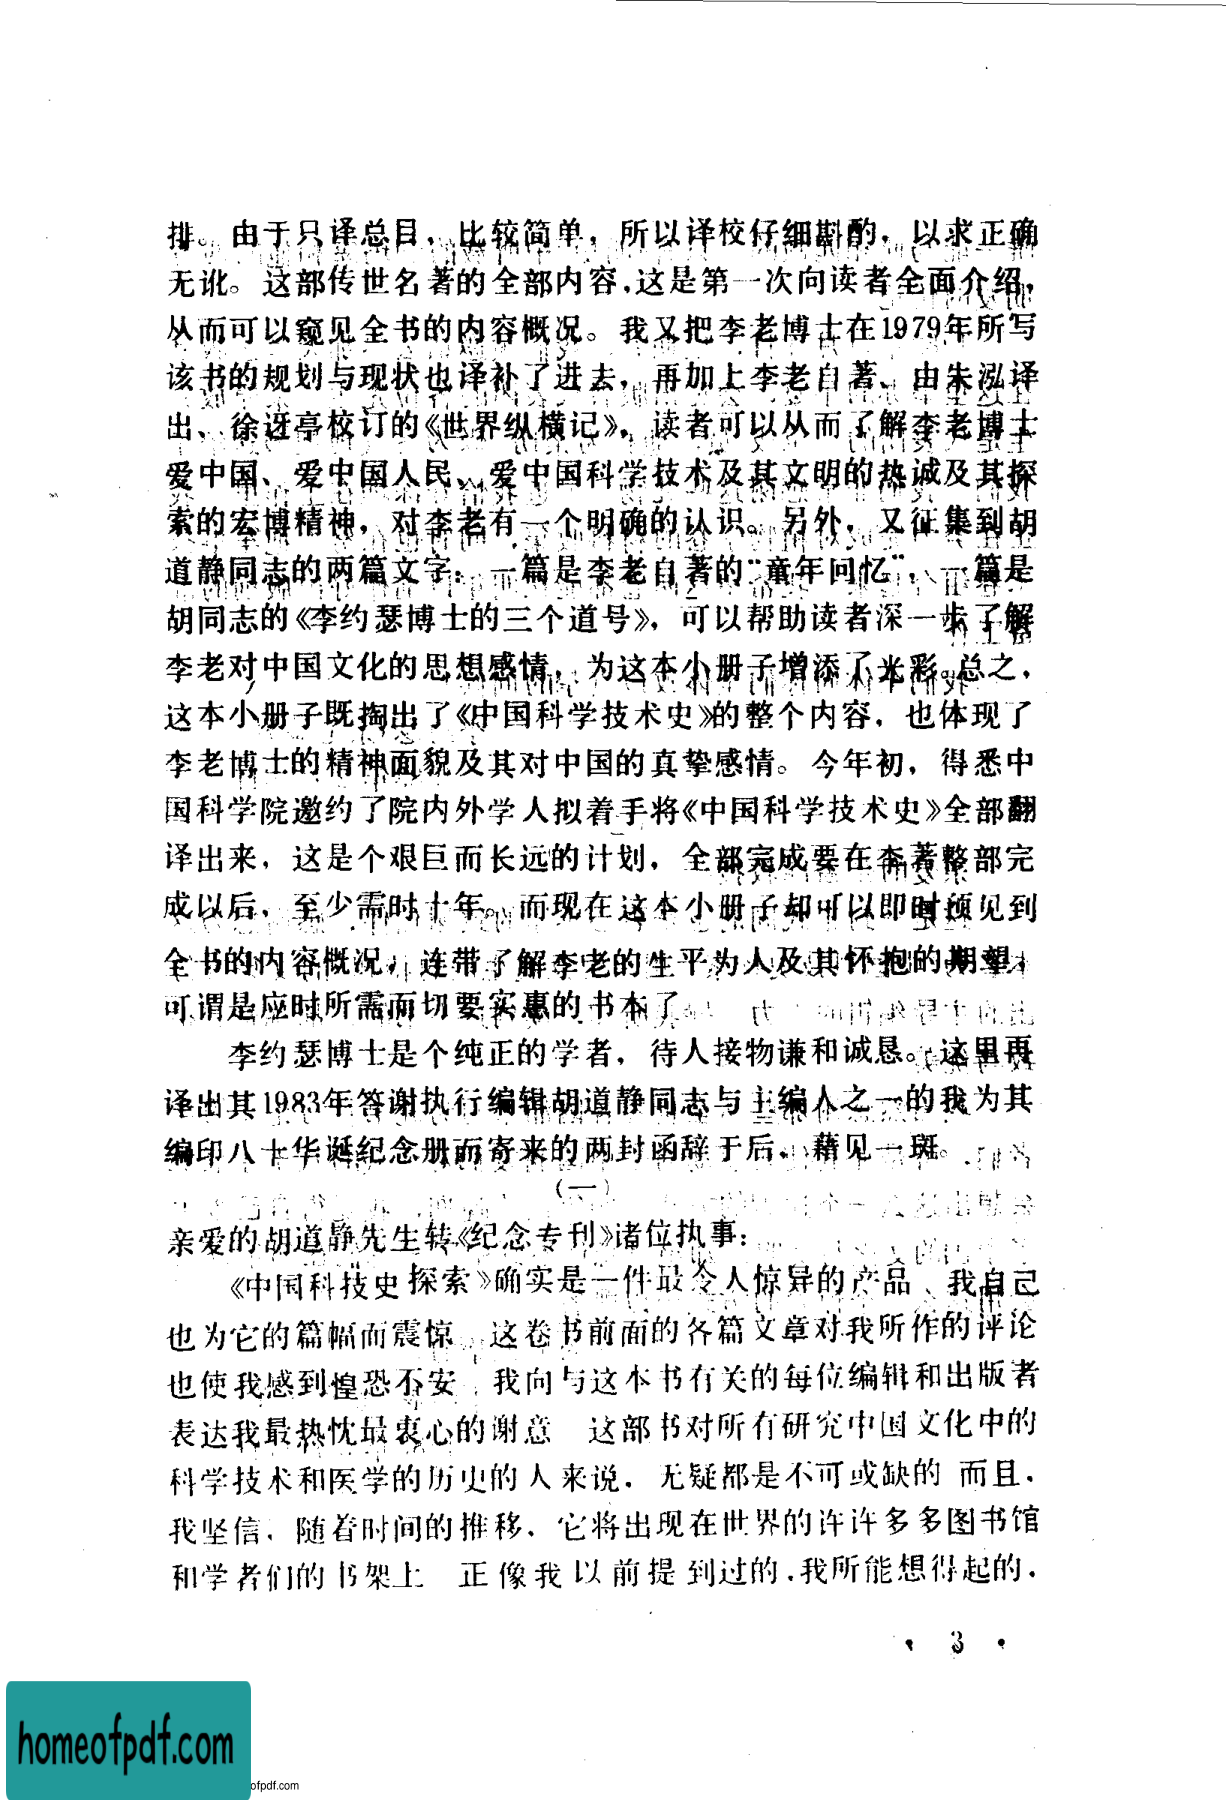 排。由于只译总目，比较简单，所以译校仔细斟酌，以求正确
无讹。这部传世名著的全部内容，这是第一次向读者全面介绍，
从而可以窥见全书的内容概况。我又把李老博士在1979年所写
该书的规划与现状也译补了进去，再加上李老自著、由朱泓译
出、徐迓亭校订的《世界纵横记》，读者可以从而了解李老博士
爱中国、爱中国人民、爱中国科学技术及其文明的热诚及其探
索的宏博精神，对李老有一个明确的认识。另外，又征集到胡
道静同志的两篇文字：一篇是李老自著的“童年回忆”，一篇是
胡同志的《李约瑟博士的三个道号》，可以帮助读者深一步了解
李老对中国文化的思想感情，为这本小册子增添了光彩。总之，
这本小册子既掏出了《中国科学技术史》的整个内容，也体现了
李老博士的精神面貌及其对中国的真挚感情。今年初，得悉中
国科学院邀约了院内外学人拟着手将《中国科学技术史》全部翻
译出来，这是个艰巨而长远的计划，全部完成要在李著整部完
成以后，至少需时十年。而现在这本小册子却可以即时预见到
全书的内容慨况，连带了解李老的生平为人及其怀抱的期望，
可谓是应时所需而切要实惠的书本了
李约瑟博士是个纯正的学者，待人接物谦和诚恳。这里再
译出其1983年答谢执行编辑胡道静同志与主编人之一的我为其
编印八十华诞纪念册而寄来的两封函辞于后，藉见一斑。
（一）
亲爱的胡道静先生转《纪念专刊》诸位执事：
《中国科技史探索》确实是一件最令人惊异的产品 我自己
也为它的篇幅而震惊 这卷书前面的各篇文章对我所作的评论
也使我感到惶恐不安 我向与这本书有关的每位编辑和出版者
表达我最热忱最衷心的谢意 这部书对所有研究中国文化中的
科学技术和医学的历史的人来说，无疑都是不可或缺的 而且，
我坚信，随着时间的推移，它将出现在世界的许许多多图书馆
和学者们的书架上 正像我以前提到过的，我所能想得起的，
• 3 •
homeofpdf.com
ofpdf.com